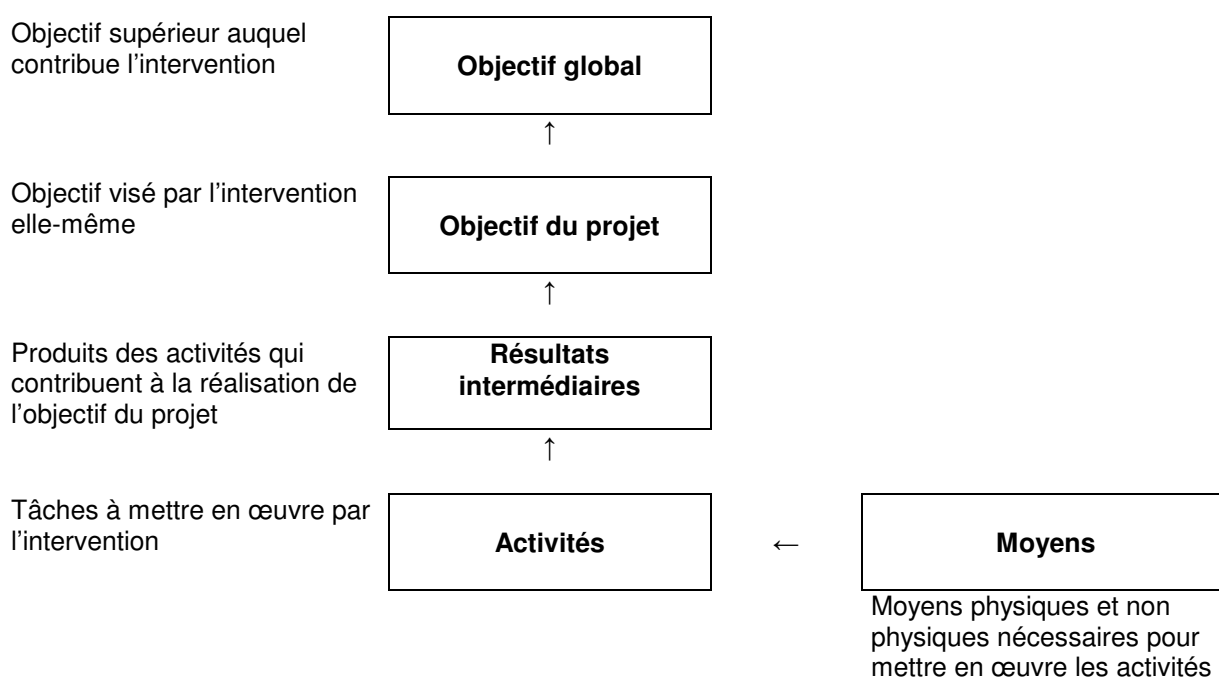 Objectif supérieur auquel
contribue l'intervention
Objectif global
↑
Objectif visé par l'intervention
elle-même
Objectif du projet
↑
Produits des activités qui
contribuent à la réalisation de
l'objectif du projet
Résultats
intermédiaires
↑
Tâches à mettre en œuvre par
l'intervention
Activités
←
Moyens
Moyens physiques et non
physiques nécessaires pour
mettre en œuvre les activités